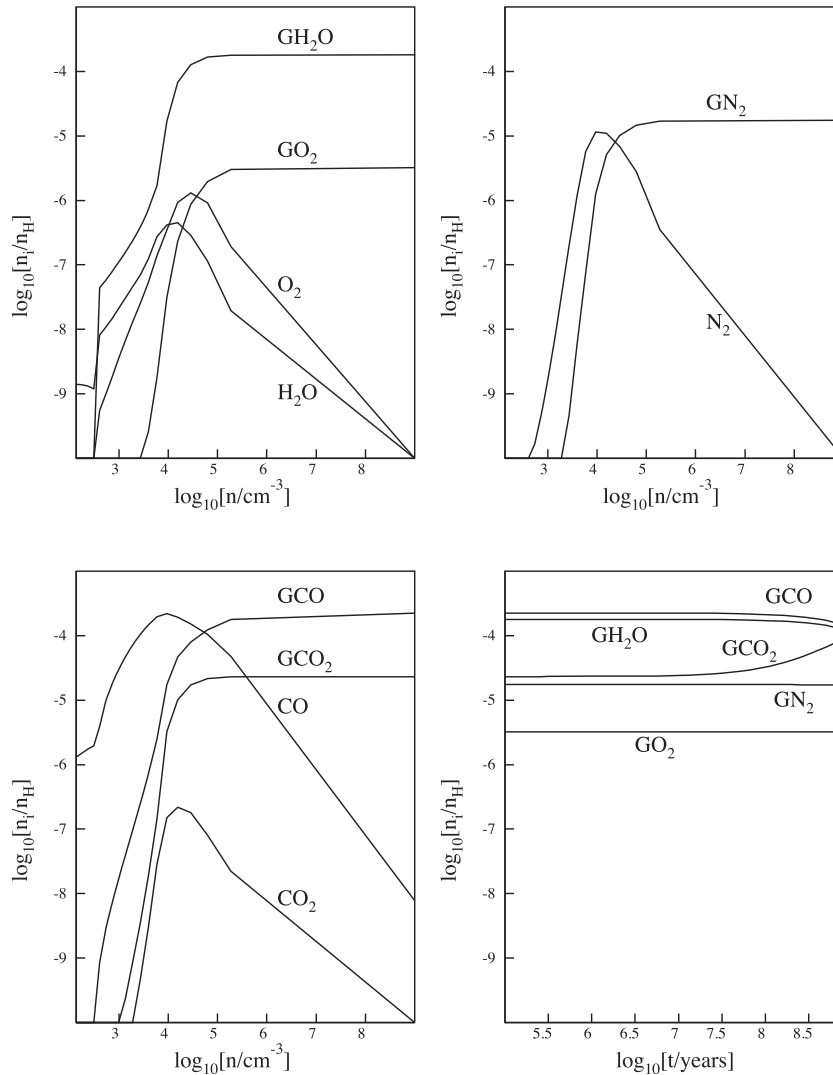 GH₂O
GO₂
O₂
H₂O
-4
-5
-6
-7
-8
-9
log₁₀[nᵢ/n_H]
3 4 5 6 7 8
log₁₀[n/cm⁻³]
GN₂
N₂
-4
-5
-6
-7
-8
-9
log₁₀[nᵢ/n_H]
3 4 5 6 7 8
log₁₀[n/cm⁻³]
GCO
GCO₂
CO
CO₂
-4
-5
-6
-7
-8
-9
log₁₀[nᵢ/n_H]
3 4 5 6 7 8
log₁₀[n/cm⁻³]
GCO
GH₂O
GCO₂
GN₂
GO₂
-4
-5
-6
-7
-8
-9
log₁₀[nᵢ/n_H]
5.5 6 6.5 7 7.5 8 8.5
log₁₀[t/years]